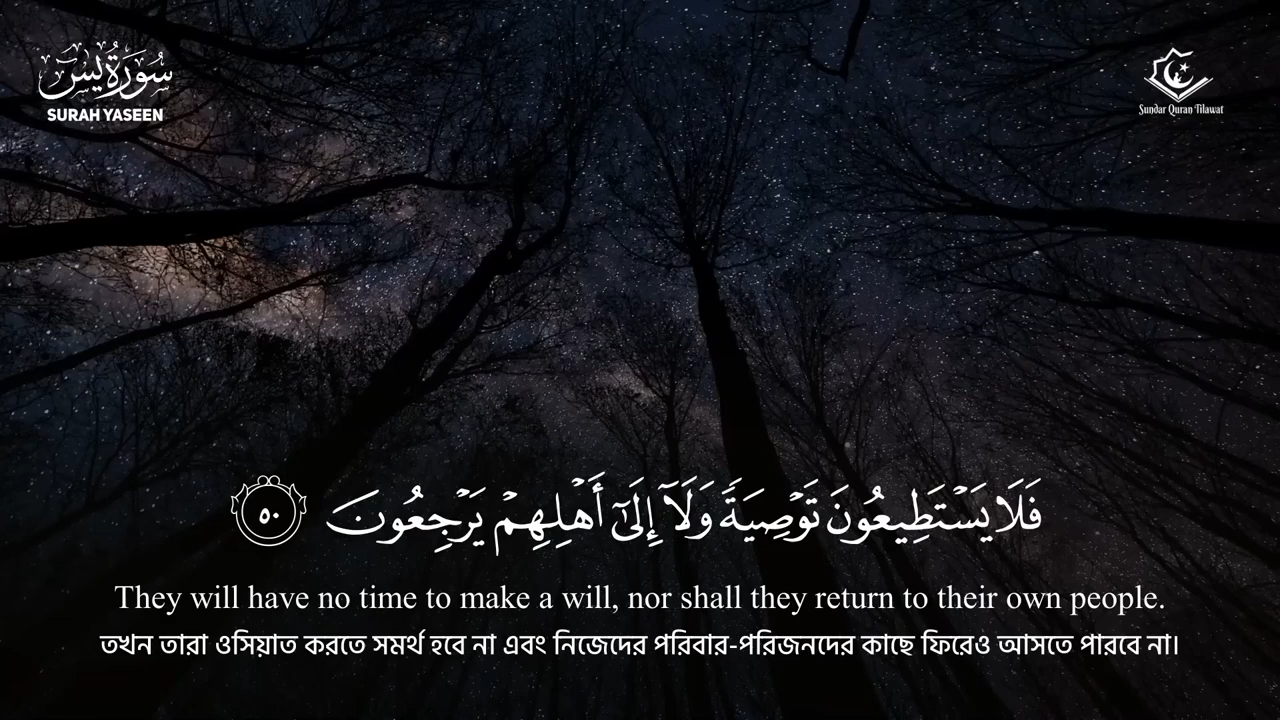 سُورَةُ يس
SURAH YASEEN
Sundar Quran Tilawat
فَلَا يَسْتَطِيعُونَ تَوْصِيَةً وَلَآ إِلَىٰٓ أَهْلِهِمْ يَرْجِعُونَ ٥٠
They will have no time to make a will, nor shall they return to their own people.
তখন তারা ওসিয়াত করতে সমর্থ হবে না এবং নিজেদের পরিবার-পরিজনদের কাছে ফিরেও আসতে পারবে না।